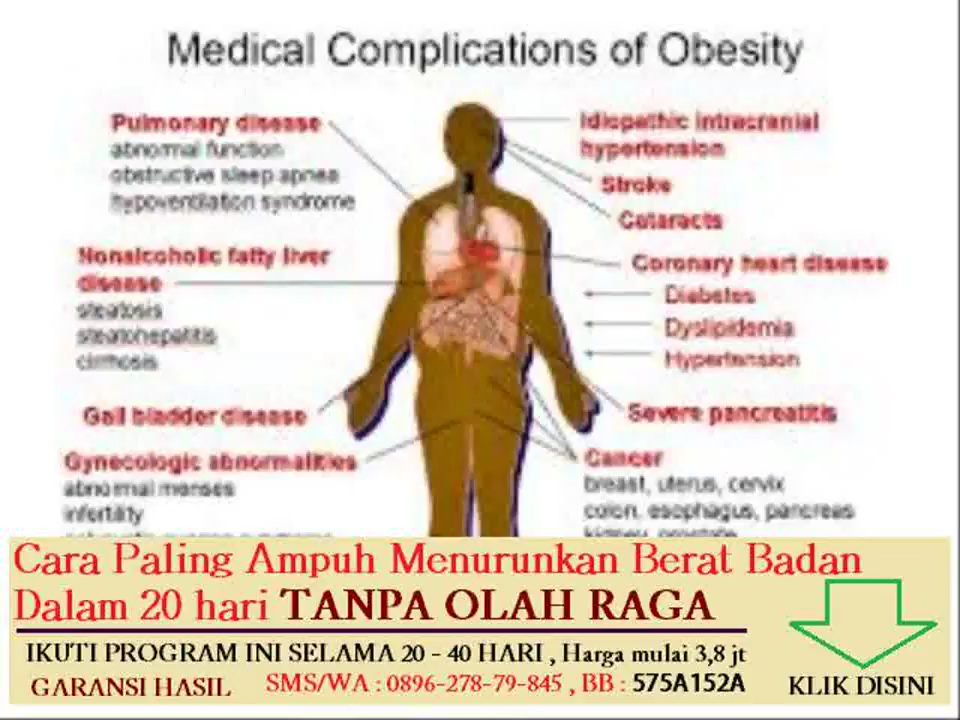 Medical Complications of Obesity
Pulmonary disease
abnormal function
obstructive sleep apnea
hypoventilation syndrome
Nonalcoholic fatty liver
disease
steatosis
steatohepatitis
cirrhosis
Gall bladder disease
Gynecologic abnormalities
abnormal menses
infertility
Idiopathic intracranial
hypertension
Stroke
Cataracts
Coronary heart disease
Diabetes
Dyslipidemia
Hypertension
Severe pancreatitis
Cancer
breast, uterus, cervix
colon, esophagus, pancreas
kidney, prostate
Cara Paling Ampuh Menurunkan Berat Badan
Dalam 20 hari TANPA OLAH RAGA
IKUTI PROGRAM INI SELAMA 20 - 40 HARI , Harga mulai 3,8 jt
GARANSI HASIL SMS/WA : 0896-278-79-845 , BB : 575A152A
KLIK DISINI